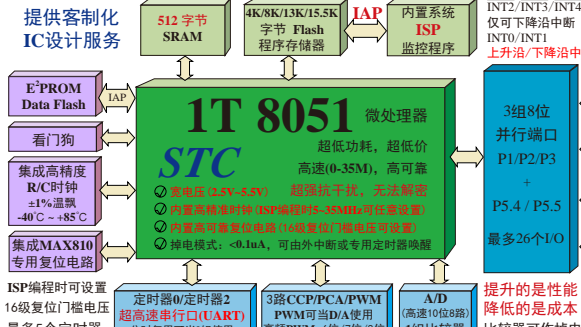 提供客制化
IC设计服务
512 字节
SRAM
4K/8K/13K/15.5K
字节 Flash
程序存储器
IAP
内置系统
ISP
监控程序
INT2/INT3/INT4
仅可下降沿中断
INT0/INT1
上升沿/下降沿中
E²PROM
Data Flash
IAP
看门狗
集成高精度
R/C时钟
±1%温飘
-40℃ ~ +85℃
集成MAX810
专用复位电路
1T 8051 微处理器
STC
超低功耗，超低价
高速(0-35M)，高可靠
超强抗干扰，无法解密
宽电压(2.5V~5.5V)
内置高精准时钟(ISP编程时5~35MHz可任意设置)
内置高可靠复位电路(16级复位门槛电压可设置)
掉电模式：<0.1uA，可由外中断或专用定时器唤醒
3组8位
并行端口
P1/P2/P3
+
P5.4 / P5.5
最多26个I/O
ISP编程时可设置
16级复位门槛电压
最多5个定时器
定时器0/定时器2
超高速串行口(UART)
3路CCP/PCA/PWM
PWM可当D/A使用
A/D
(高速10位8路)
1组比较器
提升的是性能
降低的是成本